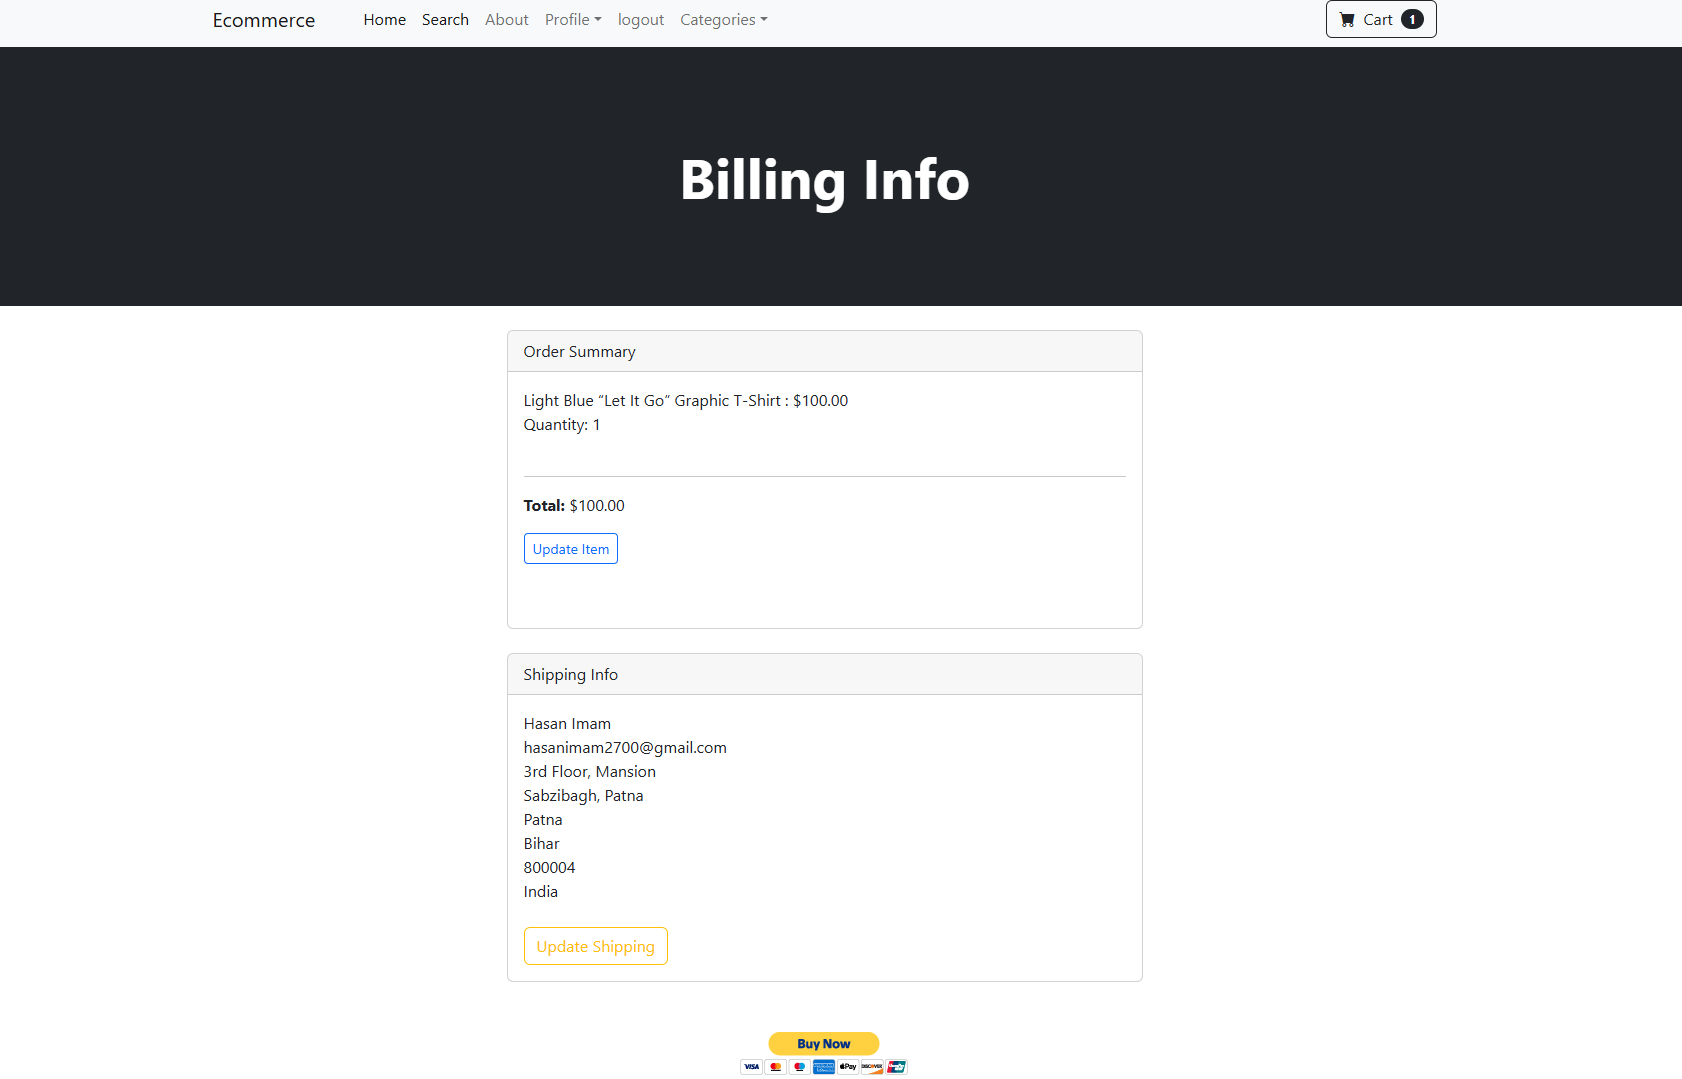 Ecommerce Home Search About Profile logout Categories Cart 1
Billing Info
Order Summary
Light Blue “Let It Go” Graphic T-Shirt : $100.00
Quantity: 1
Total: $100.00
Update Item
Shipping Info
Hasan Imam
hasanimam2700@gmail.com
3rd Floor, Mansion
Sabzibagh, Patna
Patna
Bihar
800004
India
Update Shipping
Buy Now
VISA Pay DISCOVER